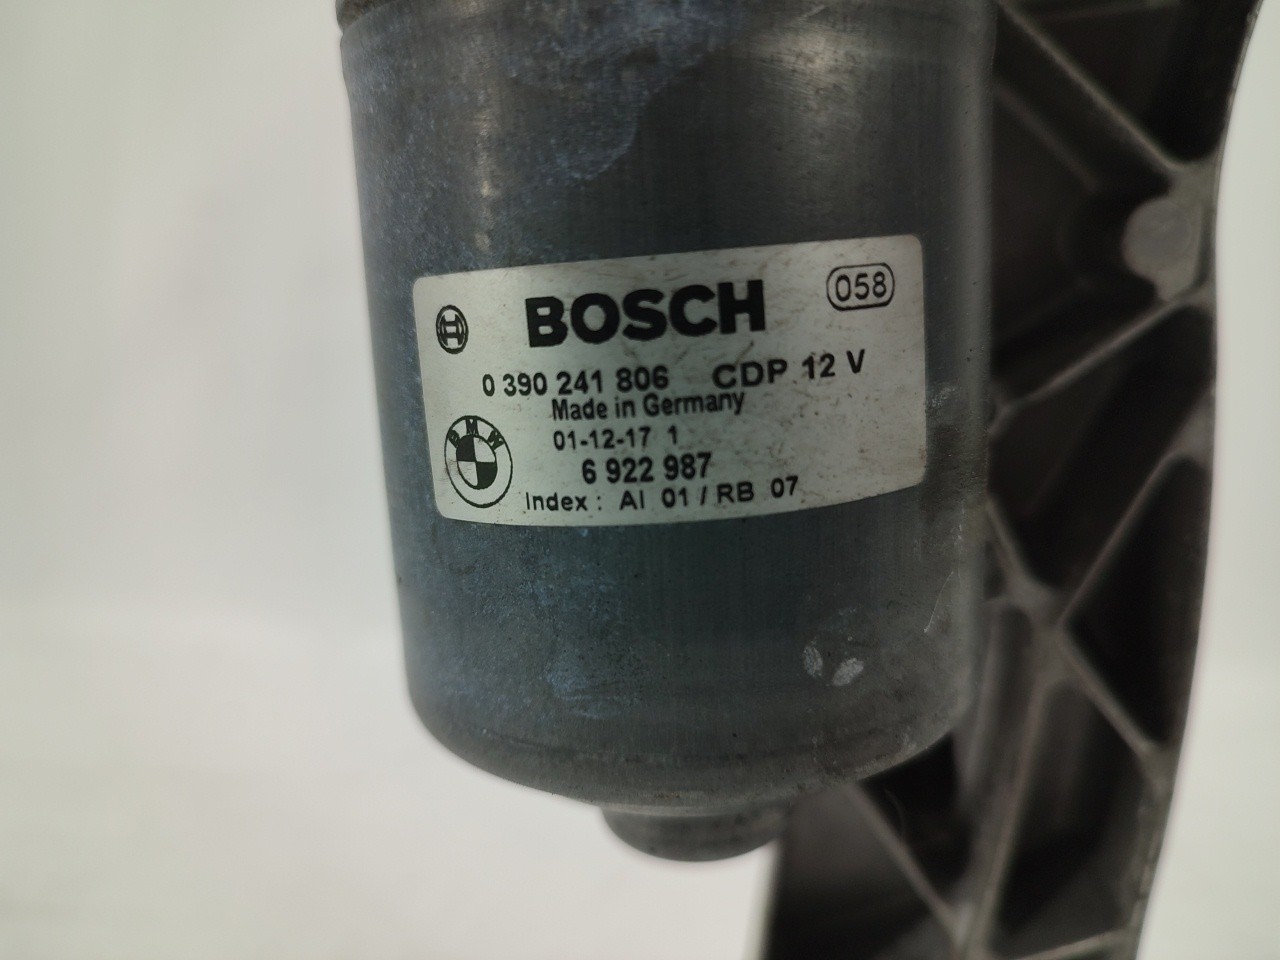 BOSCH 058
0 390 241 806 CDP 12 V
Made in Germany
01-12-17 1
BMW
6 922 987
Index : AI 01 / RB 07